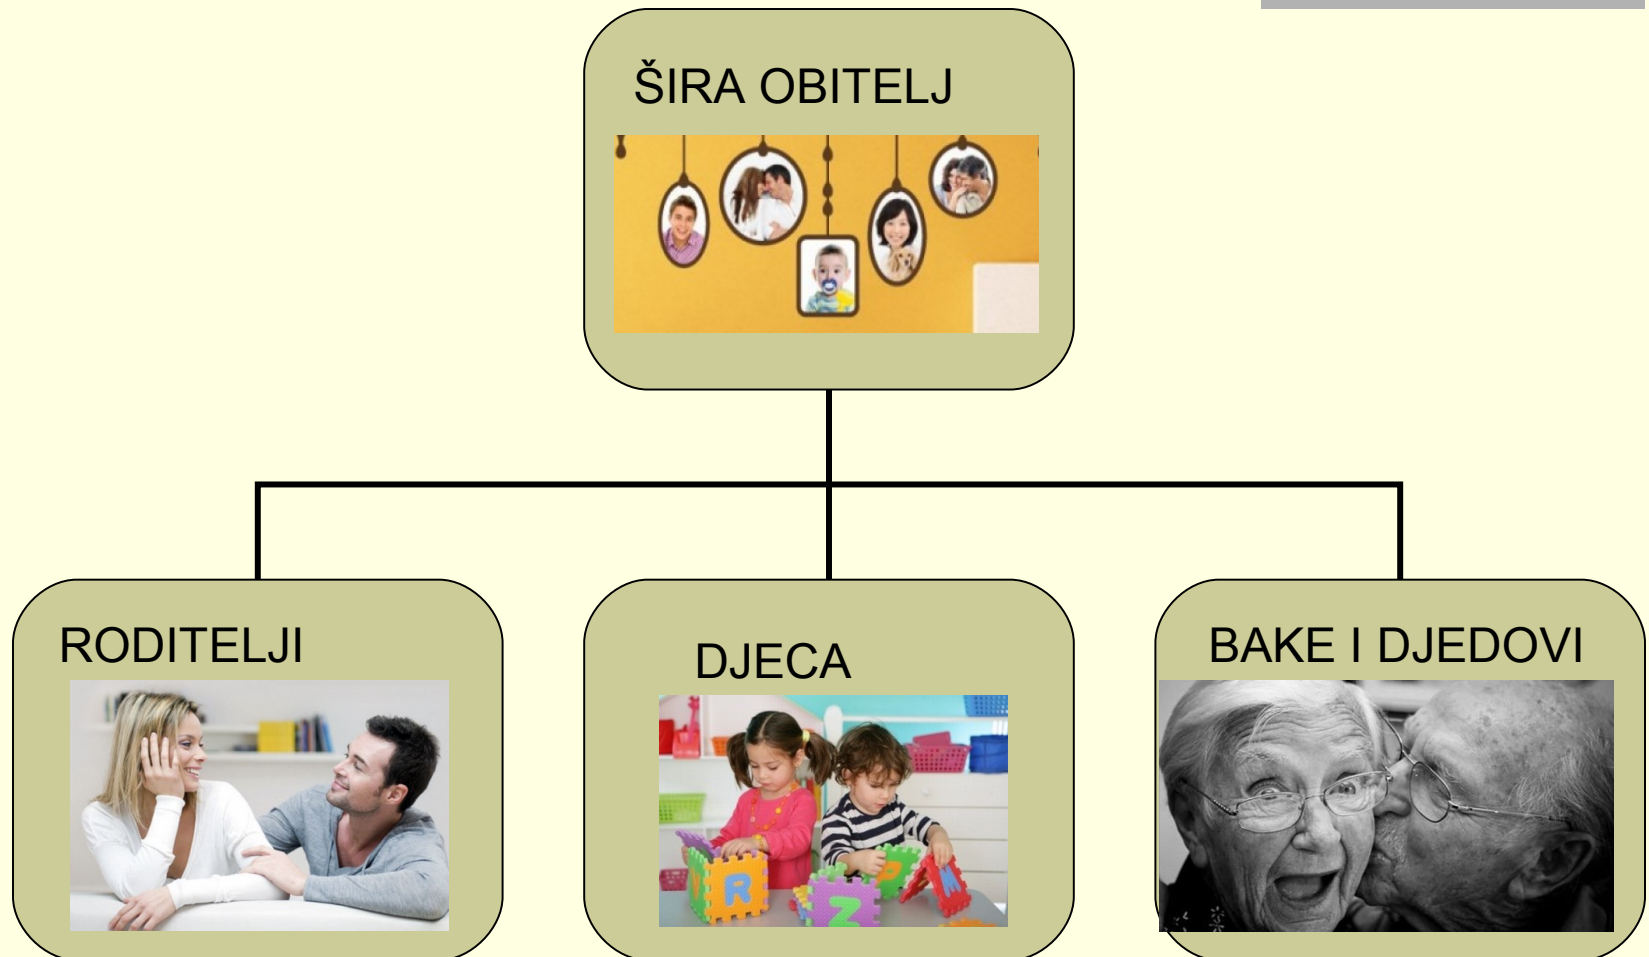 ŠIRA OBITELJ
RODITELJI
DJECA
BAKE I DJEDOVI
R
P
M
Z